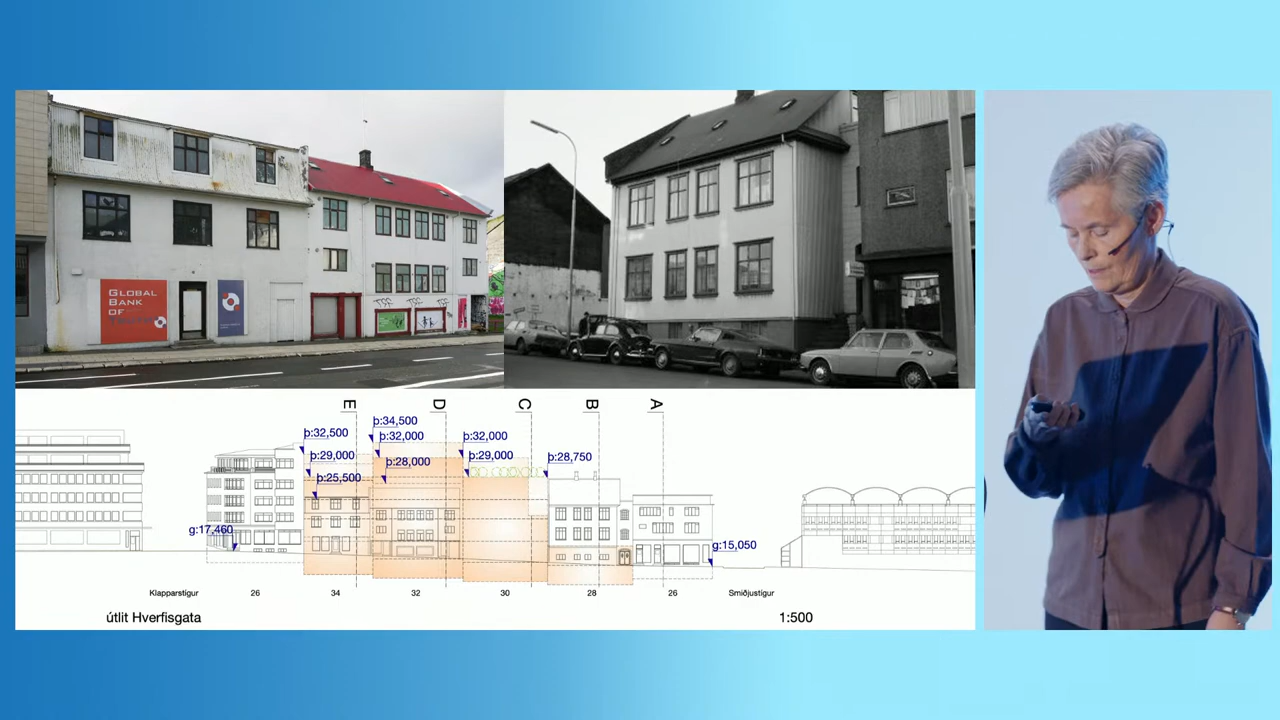 GLOBAL
BANK
OF
E
D
C
B
A
þ:34,500
þ:32,500
þ:32,000
þ:32,000
þ:29,000
þ:28,000
þ:29,000
þ:28,750
þ:25,500
g:17,460
g:15,050
Klapparstígur
26
34
32
30
28
26
Smiðjustígur
útlit Hverfisgata
1:500